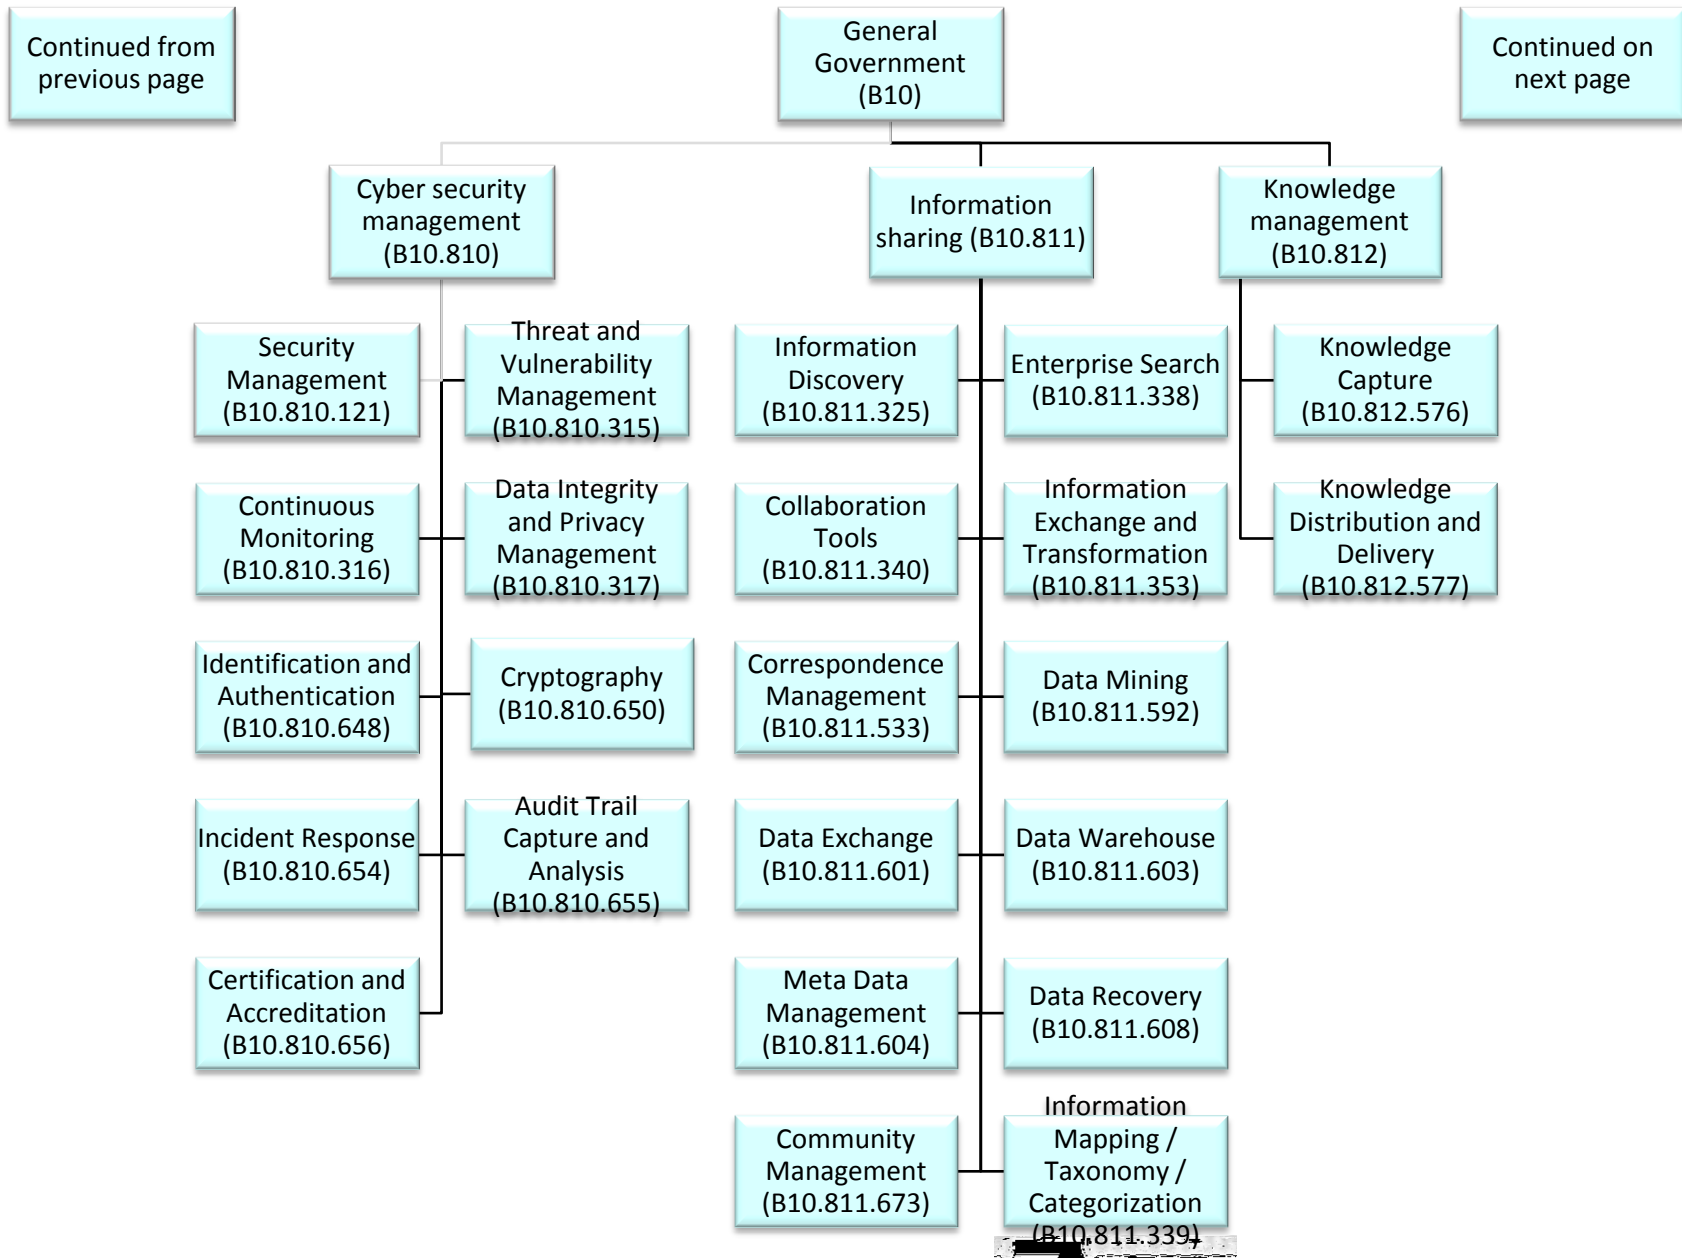 Continued from
previous page
General
Government
(B10)
Continued on
next page
Cyber security
management
(B10.810)
Information
sharing (B10.811)
Knowledge
management
(B10.812)
Security
Management
(B10.810.121)
Threat and
Vulnerability
Management
(B10.810.315)
Information
Discovery
(B10.811.325)
Enterprise Search
(B10.811.338)
Knowledge
Capture
(B10.812.576)
Continuous
Monitoring
(B10.810.316)
Data Integrity
and Privacy
Management
(B10.810.317)
Collaboration
Tools
(B10.811.340)
Information
Exchange and
Transformation
(B10.811.353)
Knowledge
Distribution and
Delivery
(B10.812.577)
Identification and
Authentication
(B10.810.648)
Cryptography
(B10.810.650)
Correspondence
Management
(B10.811.533)
Data Mining
(B10.811.592)
Incident Response
(B10.810.654)
Audit Trail
Capture and
Analysis
(B10.810.655)
Data Exchange
(B10.811.601)
Data Warehouse
(B10.811.603)
Certification and
Accreditation
(B10.810.656)
Meta Data
Management
(B10.811.604)
Data Recovery
(B10.811.608)
Community
Management
(B10.811.673)
Information
Mapping /
Taxonomy /
Categorization
(B10.811.339)